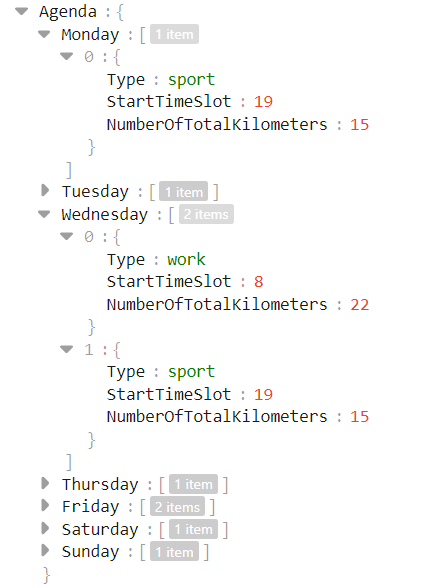 Agenda : {
Monday : [ 1 item
0 : {
Type : sport
StartTimeSlot : 19
NumberOfTotalKilometers : 15
}
]
Tuesday : [ 1 item ]
Wednesday : [ 2 items
0 : {
Type : work
StartTimeSlot : 8
NumberOfTotalKilometers : 22
}
1 : {
Type : sport
StartTimeSlot : 19
NumberOfTotalKilometers : 15
}
]
Thursday : [ 1 item ]
Friday : [ 2 items ]
Saturday : [ 1 item ]
Sunday : [ 1 item ]
}